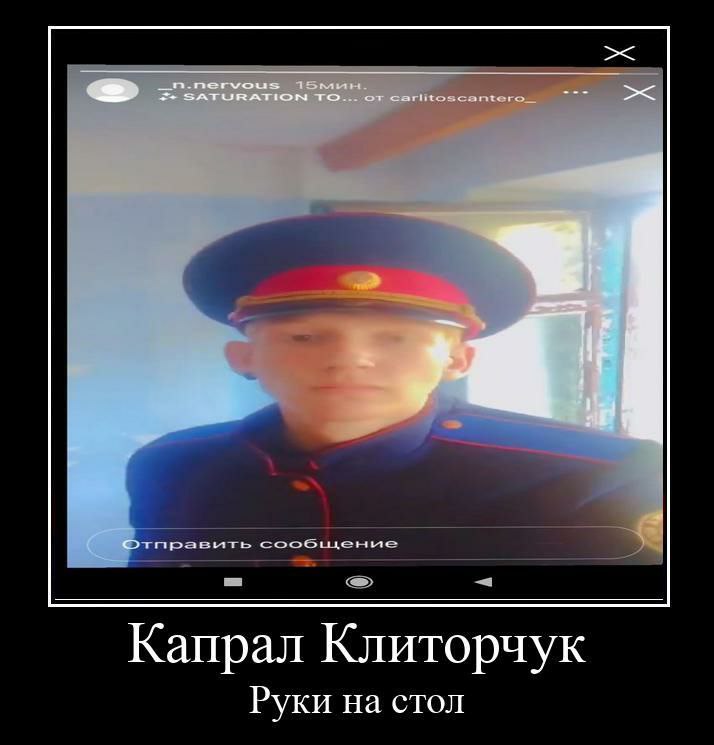 _n.nervous 15мин.
SATURATION TO... от carlitoscantero_
Отправить сообщение
Капрал Клиторчук
Руки на стол